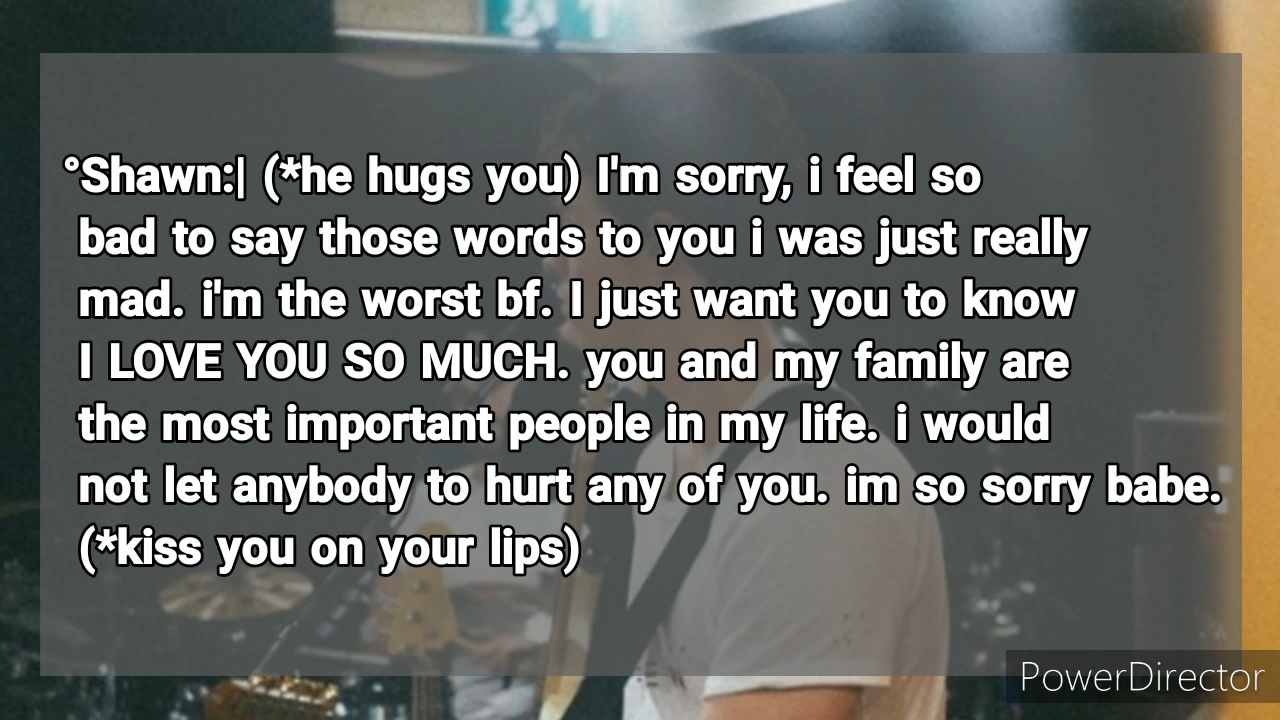 °Shawn:| (*he hugs you) I'm sorry, i feel so
bad to say those words to you i was just really
mad. i'm the worst bf. I just want you to know
I LOVE YOU SO MUCH. you and my family are
the most important people in my life. i would
not let anybody to hurt any of you. im so sorry babe.
(*kiss you on your lips)
PowerDirector